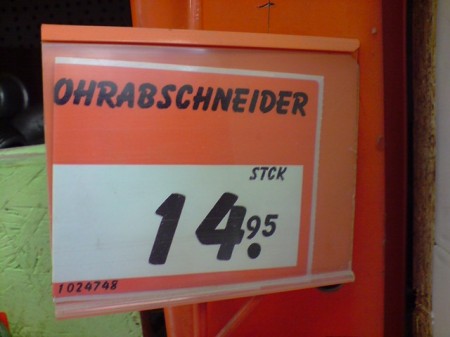 OHRABSCHNEIDER
STCK
14.95
1024748